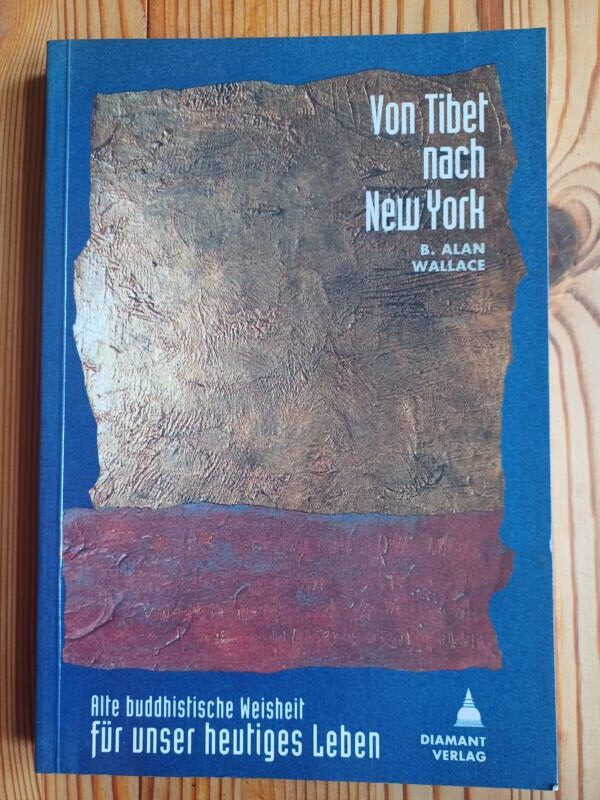 Von Tibet
nach
New York
B. ALAN
WALLACE
Alte buddhistische Weisheit
für unser heutiges Leben
DIAMANT
VERLAG